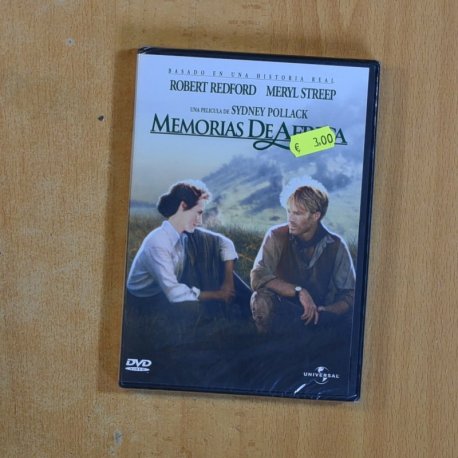 BASADO EN UNA HISTORIA REAL
ROBERT REDFORD MERYL STREEP
UNA PELICULA DE SYDNEY POLLACK
MEMORIAS DE
€ 3.00
DVD
VIDEO
UNIVERSAL